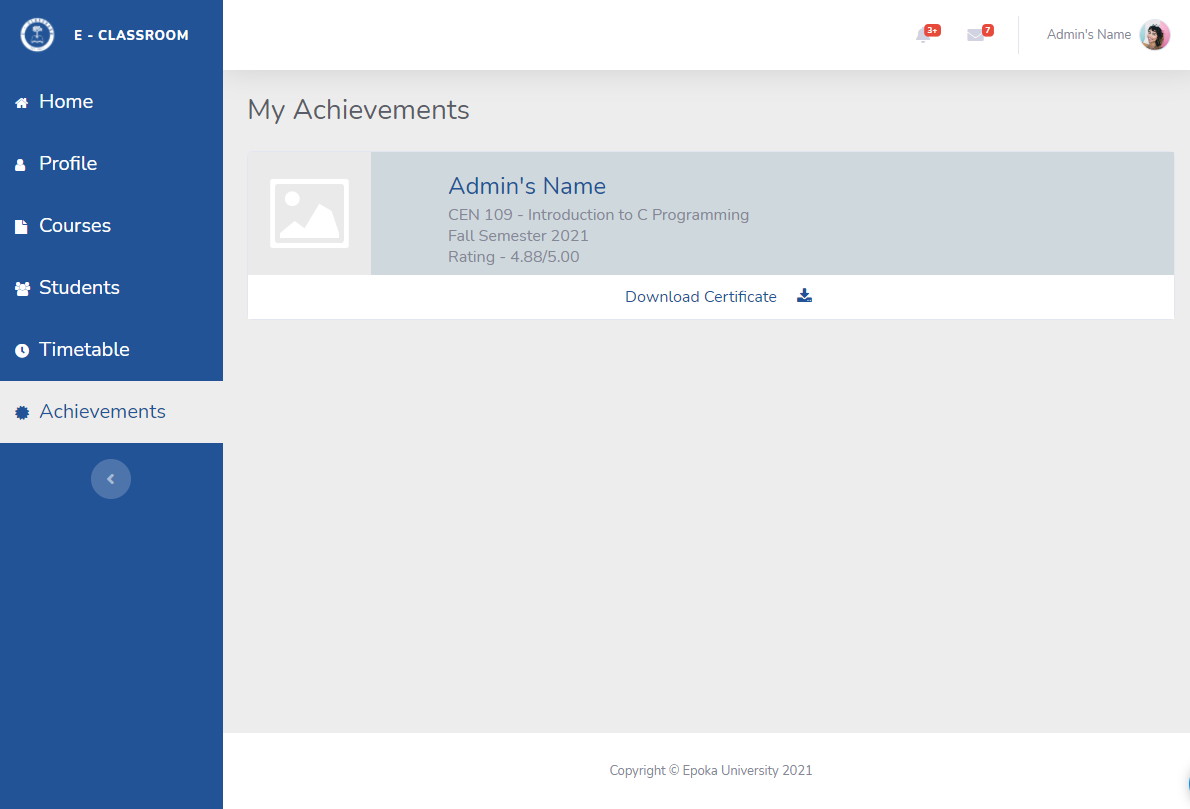 E - CLASSROOM
3+
7
Admin's Name
Home
Profile
Courses
Students
Timetable
Achievements
My Achievements
Admin's Name
CEN 109 - Introduction to C Programming
Fall Semester 2021
Rating - 4.88/5.00
Download Certificate
Copyright © Epoka University 2021